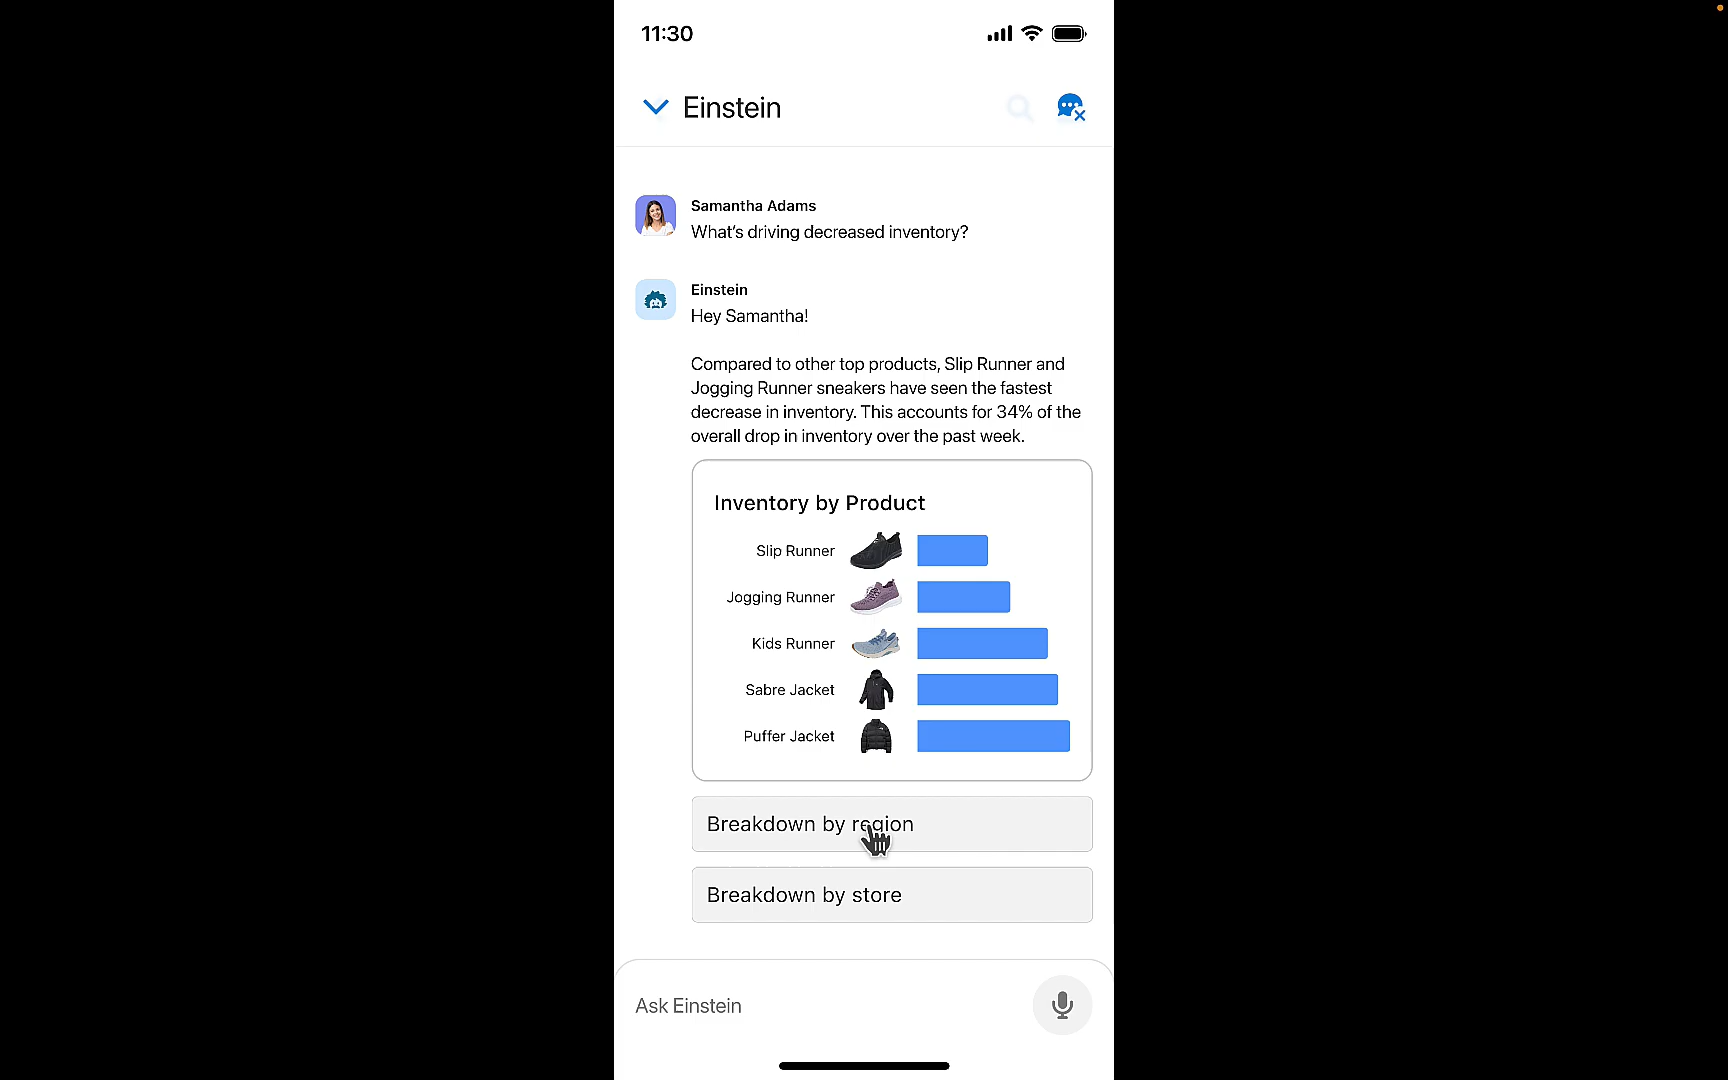 11:30
Einstein
Samantha Adams
What's driving decreased inventory?
Einstein
Hey Samantha!
Compared to other top products, Slip Runner and
Jogging Runner sneakers have seen the fastest
decrease in inventory. This accounts for 34% of the
overall drop in inventory over the past week.
Inventory by Product
Slip Runner
Jogging Runner
Kids Runner
Sabre Jacket
Puffer Jacket
Breakdown by region
Breakdown by store
Ask Einstein